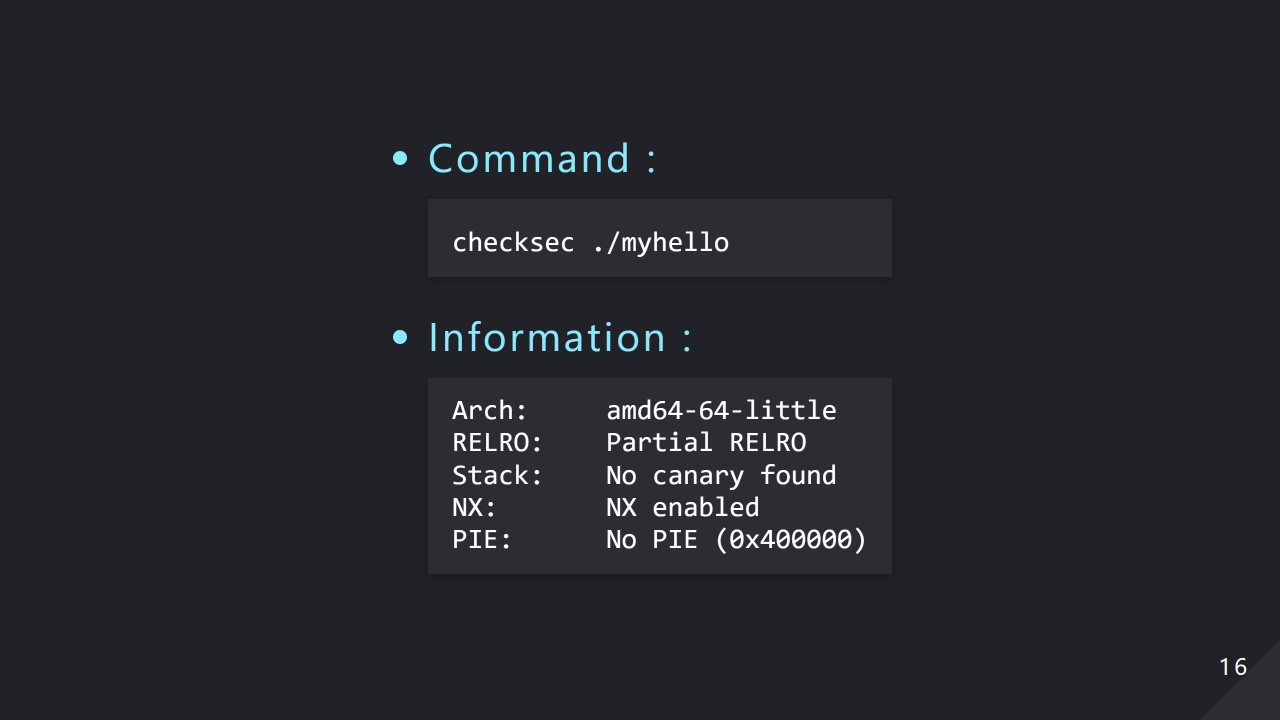 Command :
checksec ./myhello
Information :
Arch:     amd64-64-little
RELRO:    Partial RELRO
Stack:    No canary found
NX:       NX enabled
PIE:      No PIE (0x400000)
16